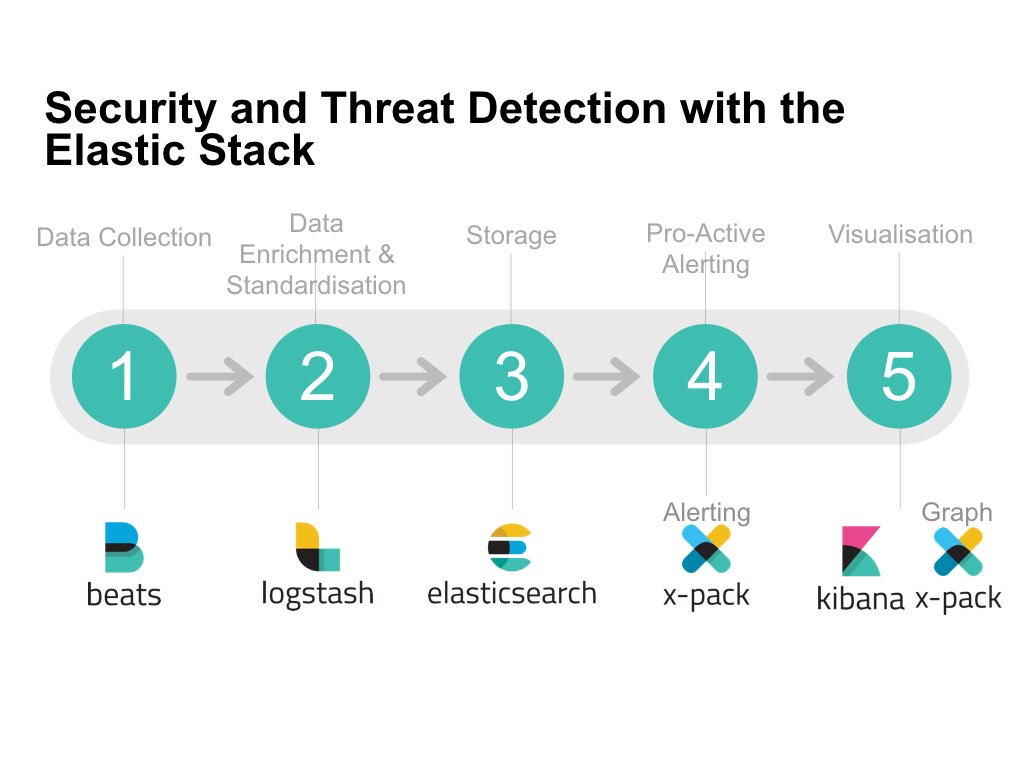 Security and Threat Detection with the
Elastic Stack
Data Collection
Data
Enrichment &
Standardisation
Storage
Pro-Active
Alerting
Visualisation
1
2
3
4
5
beats
logstash
elasticsearch
Alerting
x-pack
kibana
Graph
x-pack